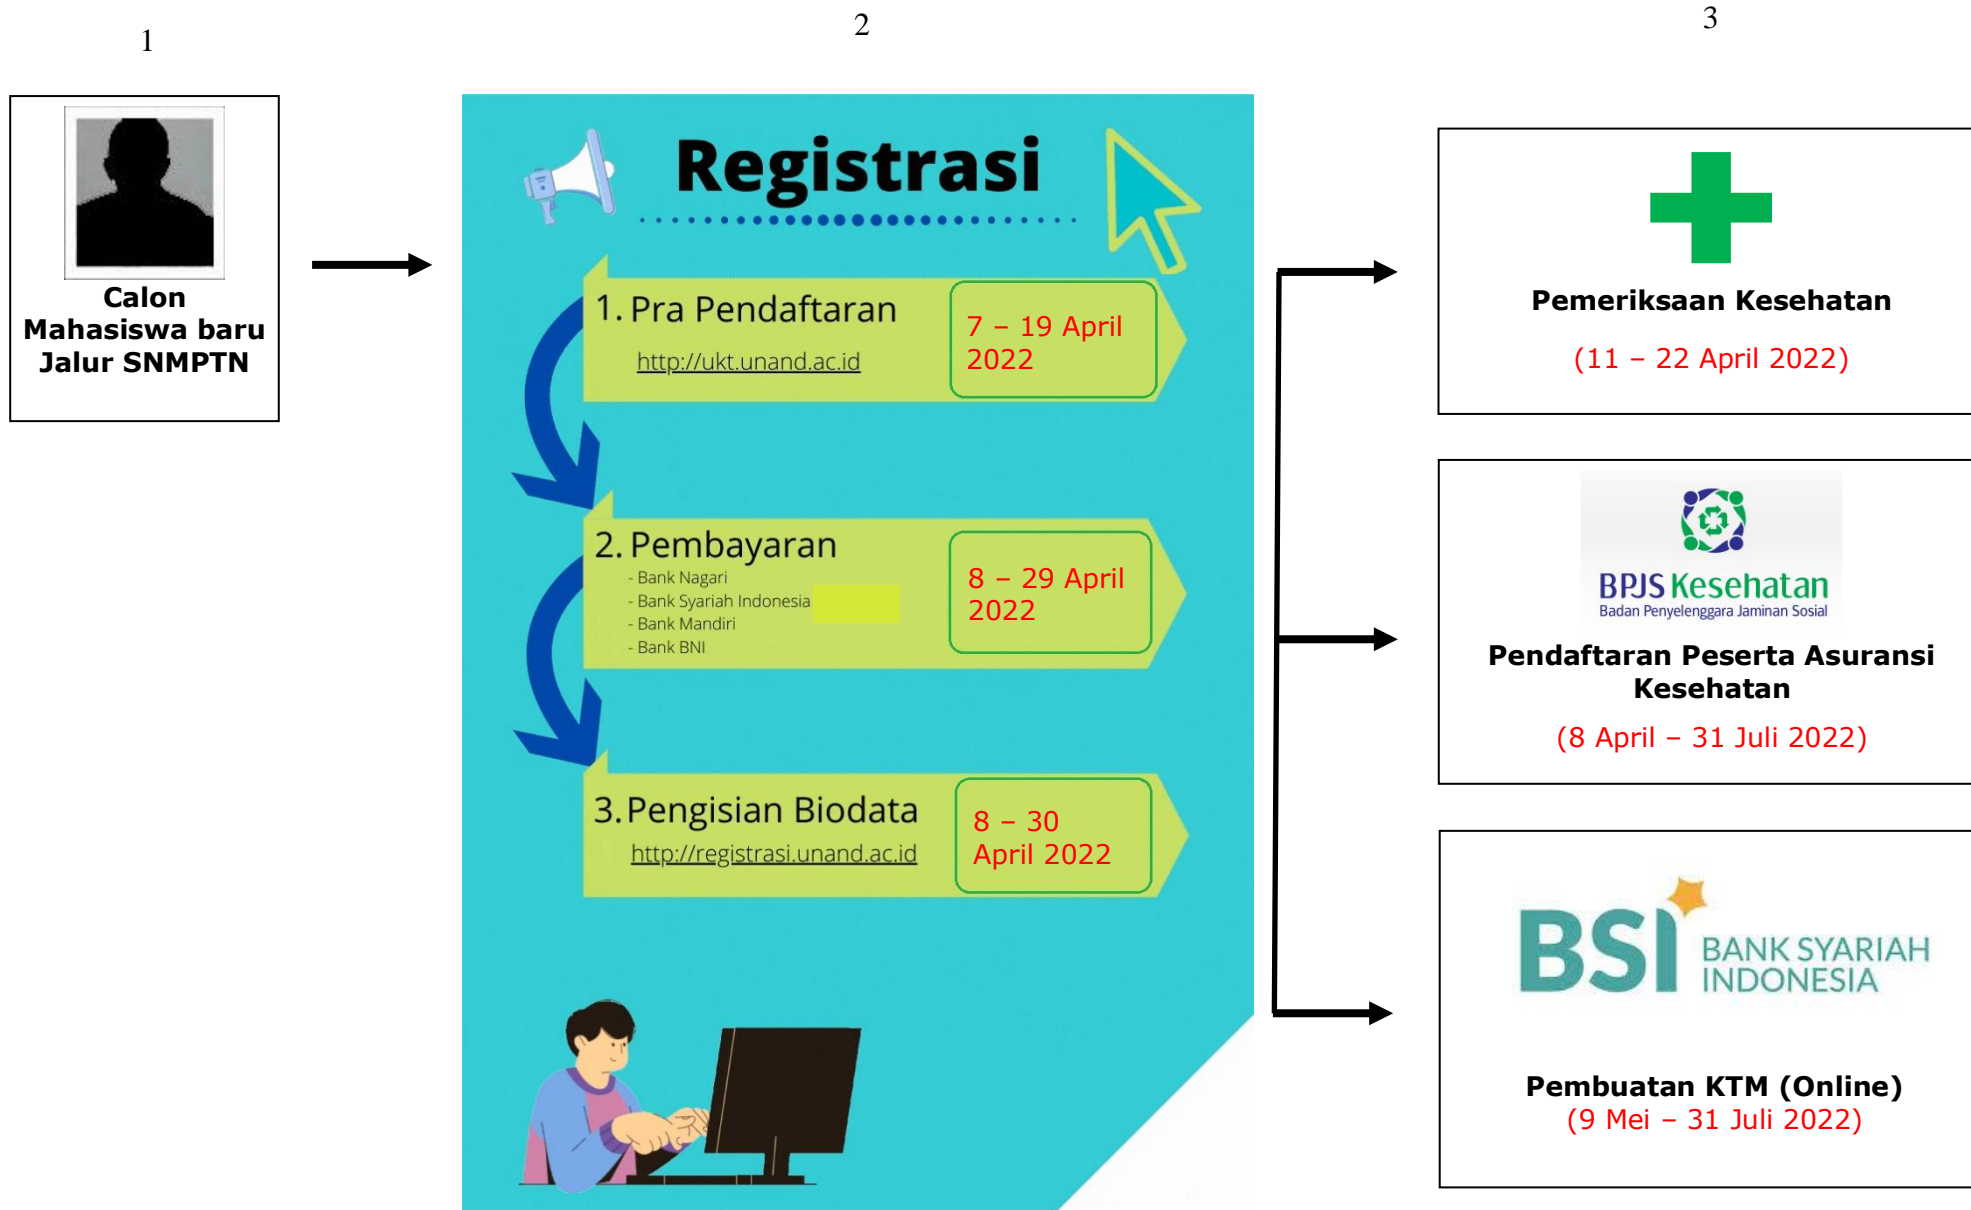 1
2
3
Calon
Mahasiswa baru
Jalur SNMPTN
Registrasi
1. Pra Pendaftaran
http://ukt.unand.ac.id
7 – 19 April
2022
2. Pembayaran
- Bank Nagari
- Bank Syariah Indonesia
- Bank Mandiri
- Bank BNI
8 – 29 April
2022
3. Pengisian Biodata
http://registrasi.unand.ac.id
8 – 30
April 2022
Pemeriksaan Kesehatan
(11 – 22 April 2022)
BPJS Kesehatan
Badan Penyelenggara Jaminan Sosial
Pendaftaran Peserta Asuransi
Kesehatan
(8 April – 31 Juli 2022)
BSI BANK SYARIAH
INDONESIA
Pembuatan KTM (Online)
(9 Mei – 31 Juli 2022)